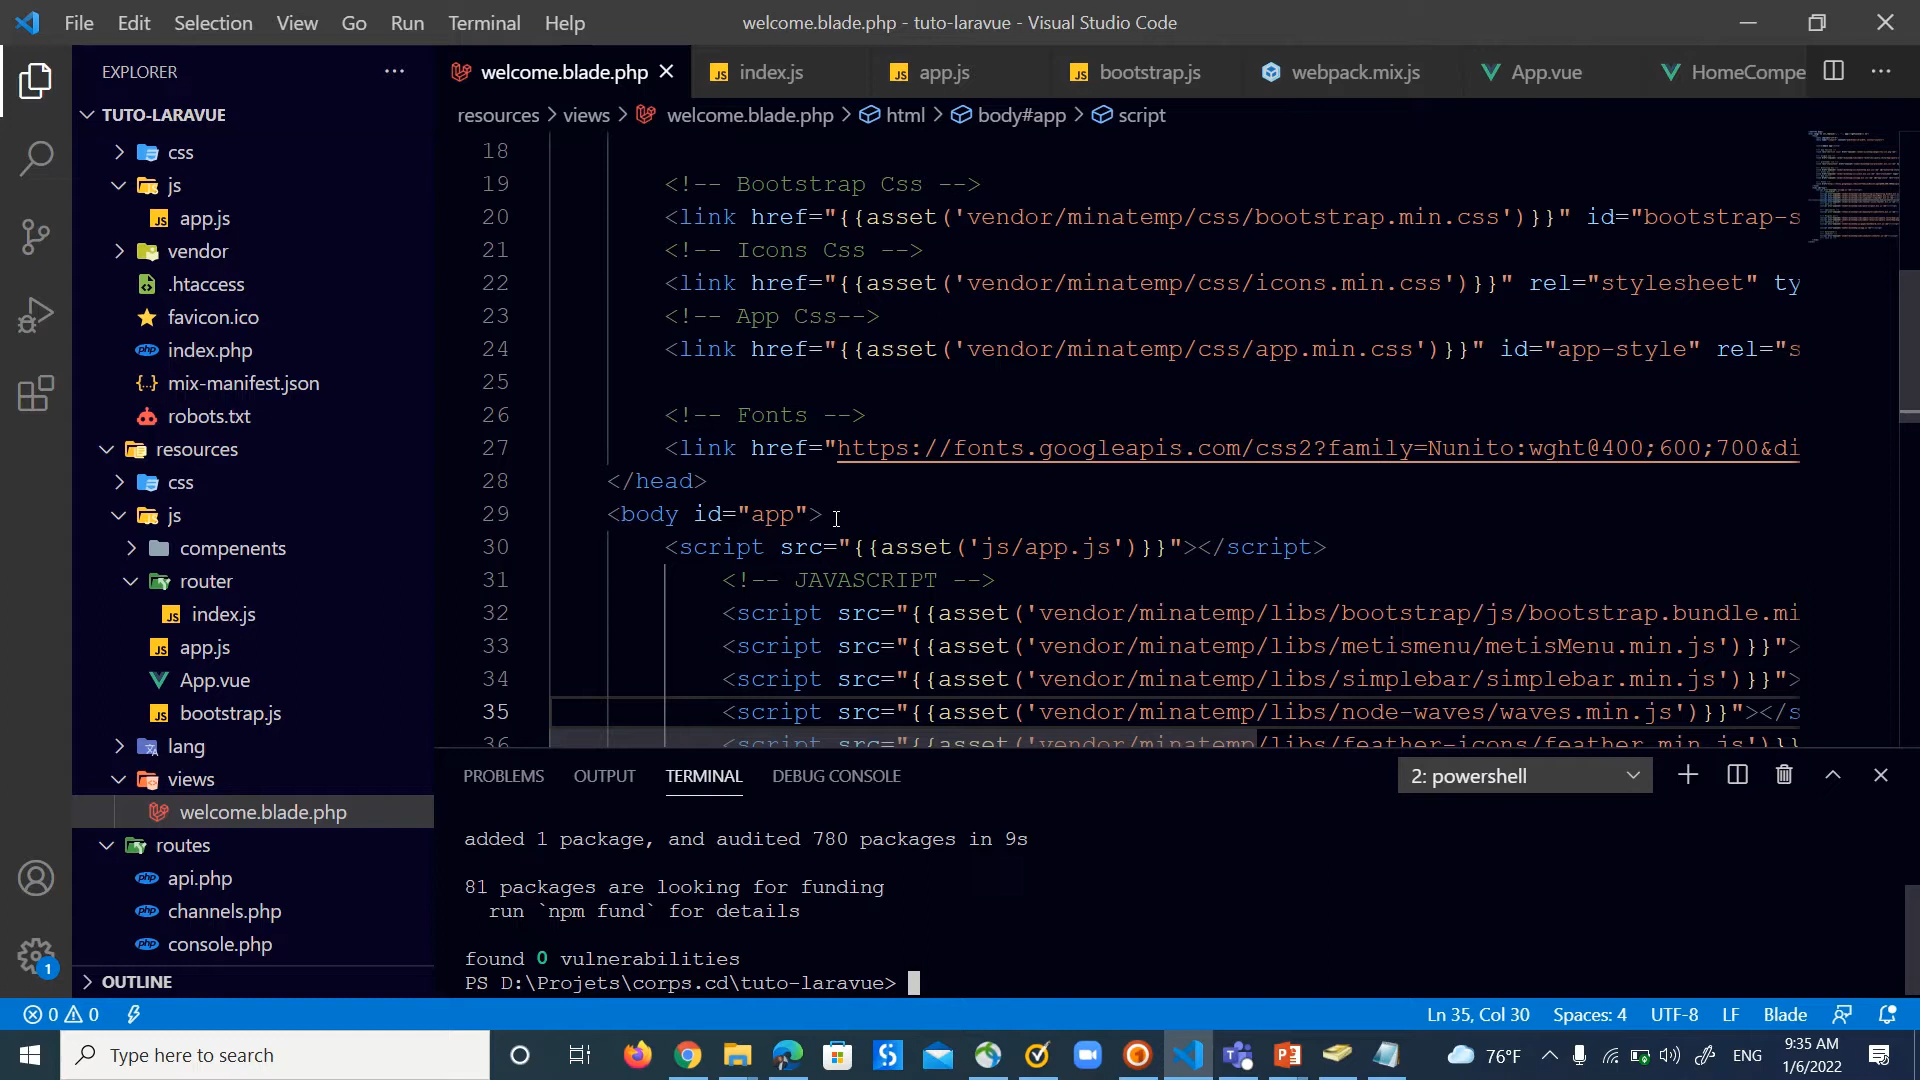 File Edit Selection View Go Run Terminal Help
welcome.blade.php - tuto-laravue - Visual Studio Code
EXPLORER
TUTO-LARAVUE
css
js
app.js
vendor
.htaccess
favicon.ico
index.php
mix-manifest.json
robots.txt
resources
css
js
compenents
router
index.js
app.js
App.vue
bootstrap.js
lang
views
welcome.blade.php
routes
api.php
channels.php
console.php
OUTLINE
welcome.blade.php index.js app.js bootstrap.js webpack.mix.js App.vue HomeCompe
resources > views > welcome.blade.php > html > body#app > script
18
19 <!-- Bootstrap Css -->
20 <link href="{{asset('vendor/minatemp/css/bootstrap.min.css')}}" id="bootstrap-s
21 <!-- Icons Css -->
22 <link href="{{asset('vendor/minatemp/css/icons.min.css')}}" rel="stylesheet" ty
23 <!-- App Css-->
24 <link href="{{asset('vendor/minatemp/css/app.min.css')}}" id="app-style" rel="s
25
26 <!-- Fonts -->
27 <link href="https://fonts.googleapis.com/css2?family=Nunito:wght@400;600;700&di
28 </head>
29 <body id="app">
30 <script src="{{asset('js/app.js')}}"></script>
31 <!-- JAVASCRIPT -->
32 <script src="{{asset('vendor/minatemp/libs/bootstrap/js/bootstrap.bundle.mi
33 <script src="{{asset('vendor/minatemp/libs/metismenu/metisMenu.min.js')}}">
34 <script src="{{asset('vendor/minatemp/libs/simplebar/simplebar.min.js')}}">
35 <script src="{{asset('vendor/minatemp/libs/node-waves/waves.min.js')}}"></s
36 <script src="{{asset('vendor/minatemp/libs/feather-icons/feather.min.js')}}
PROBLEMS OUTPUT TERMINAL DEBUG CONSOLE
2: powershell
added 1 package, and audited 780 packages in 9s
81 packages are looking for funding
run `npm fund` for details
found 0 vulnerabilities
PS D:\Projets\corps.cd\tuto-laravue>
1
0 0
Ln 35, Col 30 Spaces: 4 UTF-8 LF Blade
Type here to search
76°F ENG
9:35 AM
1/6/2022